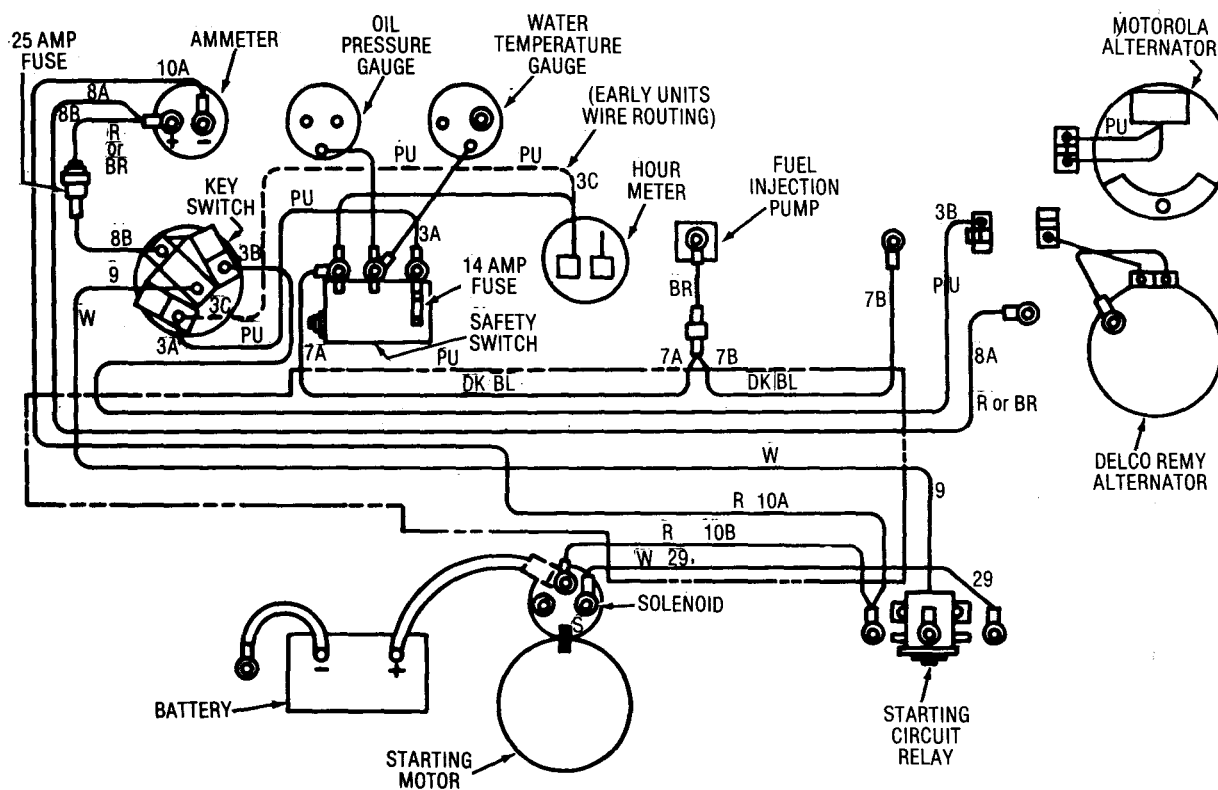 25 AMP
FUSE
AMMETER
OIL
PRESSURE
GAUGE
WATER
TEMPERATURE
GAUGE
MOTOROLA
ALTERNATOR
10A
8A
8B
R
or
BR
+
-
(EARLY UNITS
WIRE ROUTING)
PU
PU
PU
KEY
SWITCH
PU
3C
HOUR
METER
FUEL
INJECTION
PUMP
8B
3B
3A
3B
9
14 AMP
FUSE
BR
7B
PU
W
3C
PU
3A
SAFETY
SWITCH
7A
PU
7A
7B
8A
DK BL
DK BL
R or BR
W
DELCO REMY
ALTERNATOR
9
R 10A
R 10B
W 29
29
SOLENOID
S
-
+
BATTERY
STARTING
MOTOR
STARTING
CIRCUIT
RELAY